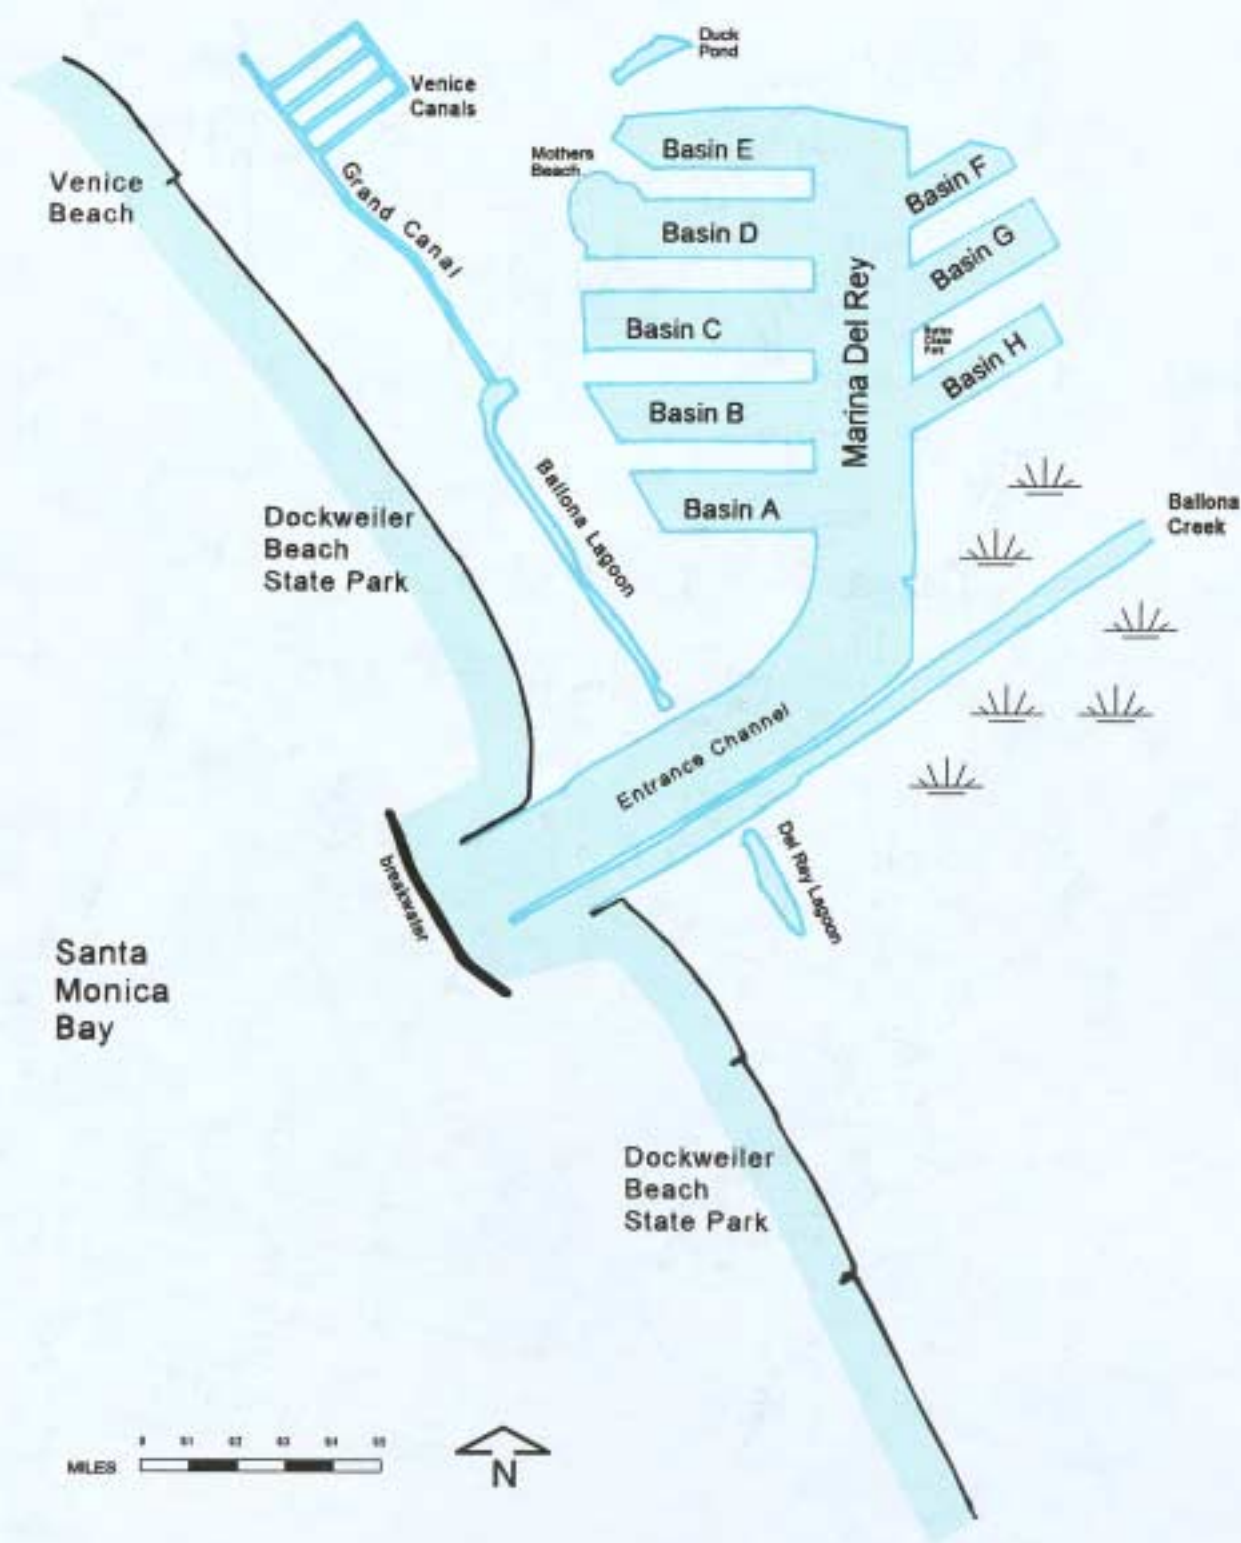 Duck
Pond
Venice
Canals
Basin E
Mothers
Beach
Basin F
Venice
Beach
Grand Canal
Basin D
Basin G
Marina Del Rey
Basin C
Basin H
Basin B
Ballona Lagoon
Basin A
Ballona
Creek
Dockweiler
Beach
State Park
Entrance Channel
Del Rey Lagoon
breakwater
Santa
Monica
Bay
Dockweiler
Beach
State Park
MILES
N